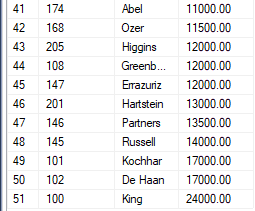 41 174 Abel 11000.00
42 168 Ozer 11500.00
43 205 Higgins 12000.00
44 108 Greenb... 12000.00
45 147 Errazuriz 12000.00
46 201 Hartstein 13000.00
47 146 Partners 13500.00
48 145 Russell 14000.00
49 101 Kochhar 17000.00
50 102 De Haan 17000.00
51 100 King 24000.00